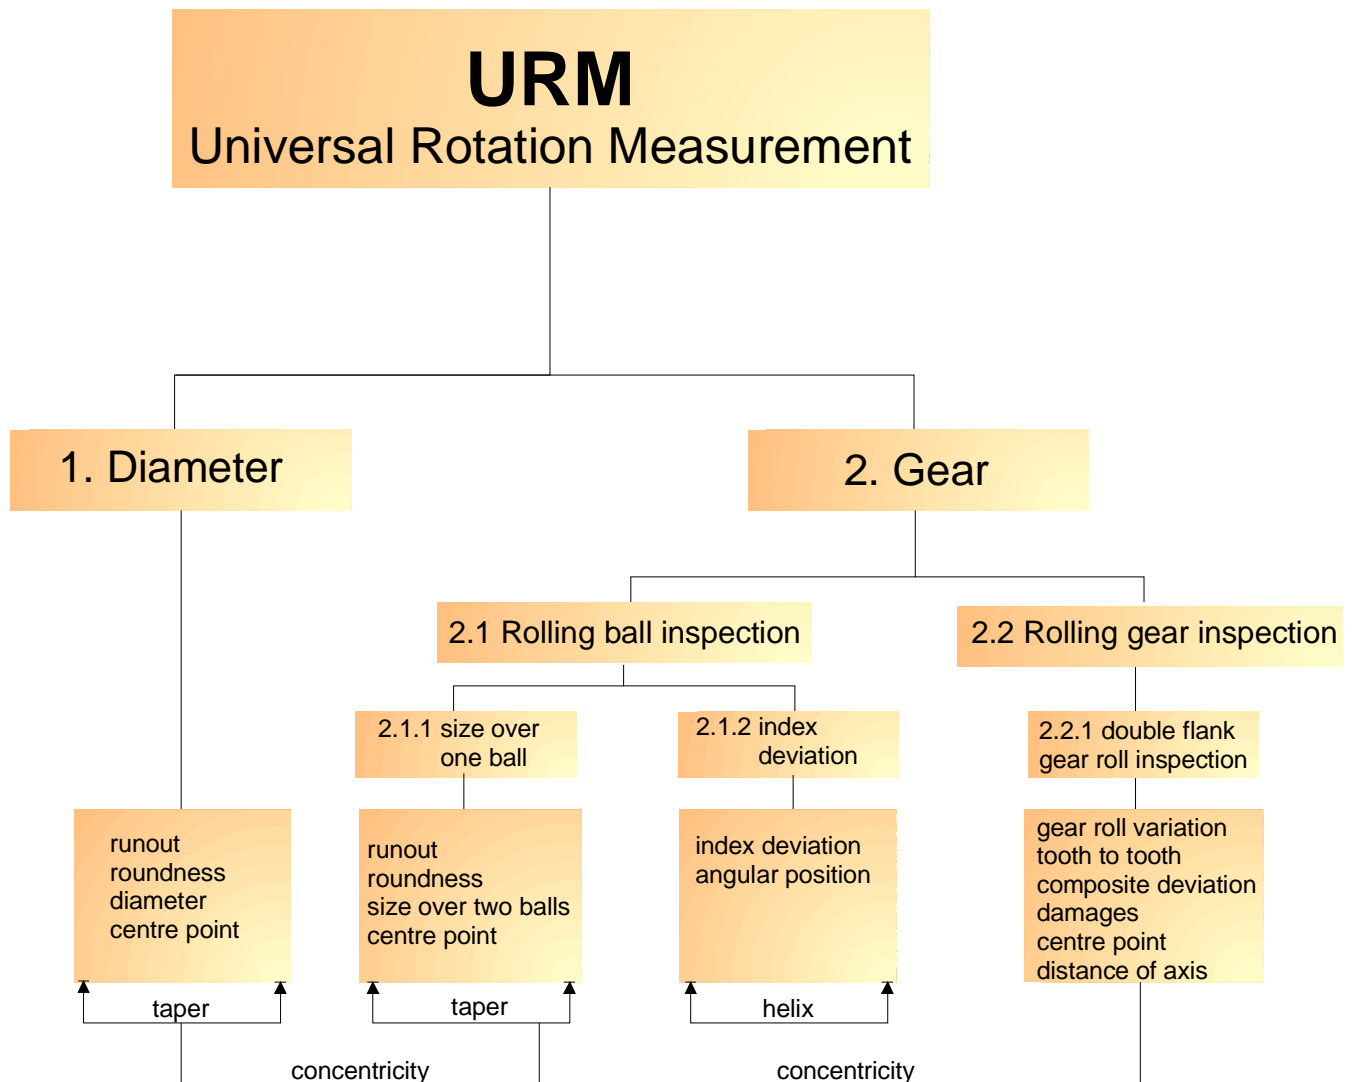 URM
Universal Rotation Measurement
1. Diameter
2. Gear
2.1 Rolling ball inspection
2.2 Rolling gear inspection
2.1.1 size over
one ball
2.1.2 index
deviation
2.2.1 double flank
gear roll inspection
runout
roundness
diameter
centre point
runout
roundness
size over two balls
centre point
index deviation
angular position
gear roll variation
tooth to tooth
composite deviation
damages
centre point
distance of axis
taper
taper
helix
concentricity
concentricity